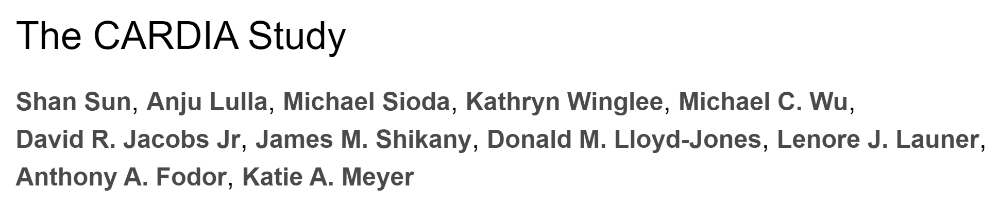 The CARDIA Study
Shan Sun, Anju Lulla, Michael Sioda, Kathryn Winglee, Michael C. Wu,
David R. Jacobs Jr, James M. Shikany, Donald M. Lloyd-Jones, Lenore J. Launer,
Anthony A. Fodor, Katie A. Meyer